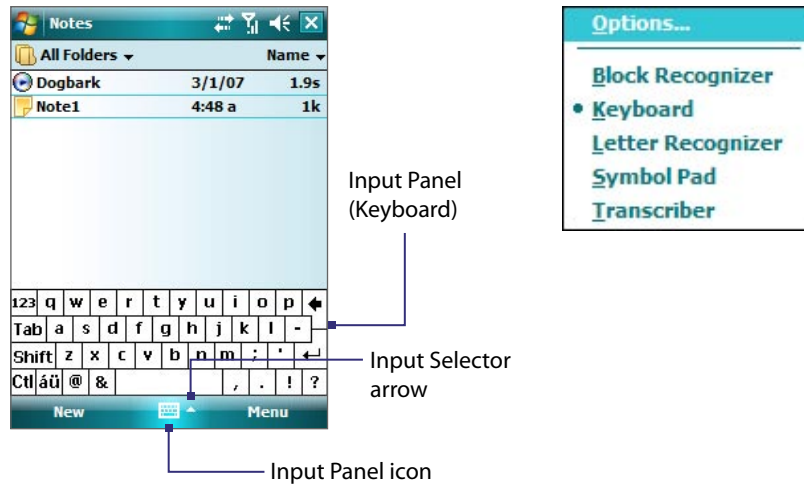 Notes
All Folders Name
Dogbark 3/1/07 1.9s
Note1 4:48 a 1k
123 q w e r t y u i o p
Tab a s d f g h j k l -
Shift z x c v b n m ; '
Ctl áü @ & , . ! ?
New Menu
Input Panel
(Keyboard)
Input Selector
arrow
Input Panel icon
Options...
Block Recognizer
Keyboard
Letter Recognizer
Symbol Pad
Transcriber